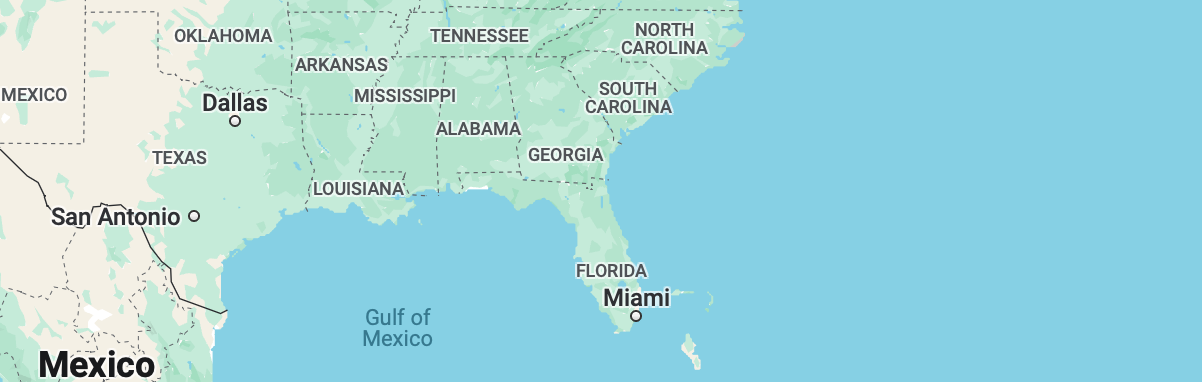 OKLAHOMA
TENNESSEE
NORTH
CAROLINA
ARKANSAS
MEXICO
Dallas
MISSISSIPPI
SOUTH
CAROLINA
ALABAMA
TEXAS
GEORGIA
LOUISIANA
San Antonio
FLORIDA
Miami
Gulf of
Mexico
Mexico